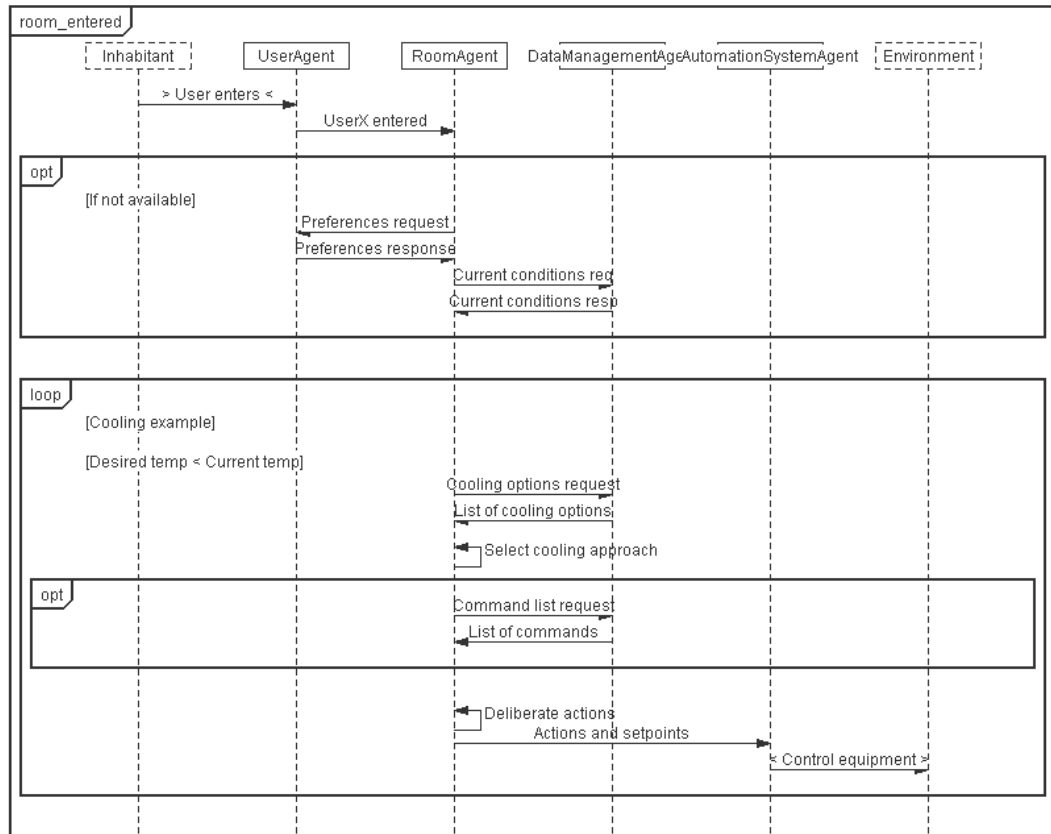 room_entered
Inhabitant
UserAgent
RoomAgent
DataManagementAge
AutomationSystemAgent
Environment
> User enters <
UserX entered
opt
[If not available]
Preferences request
Preferences response
Current conditions req
Current conditions resp
loop
[Cooling example]
[Desired temp < Current temp]
Cooling options request
List of cooling options
Select cooling approach
opt
Command list request
List of commands
Deliberate actions
Actions and setpoints
< Control equipment >